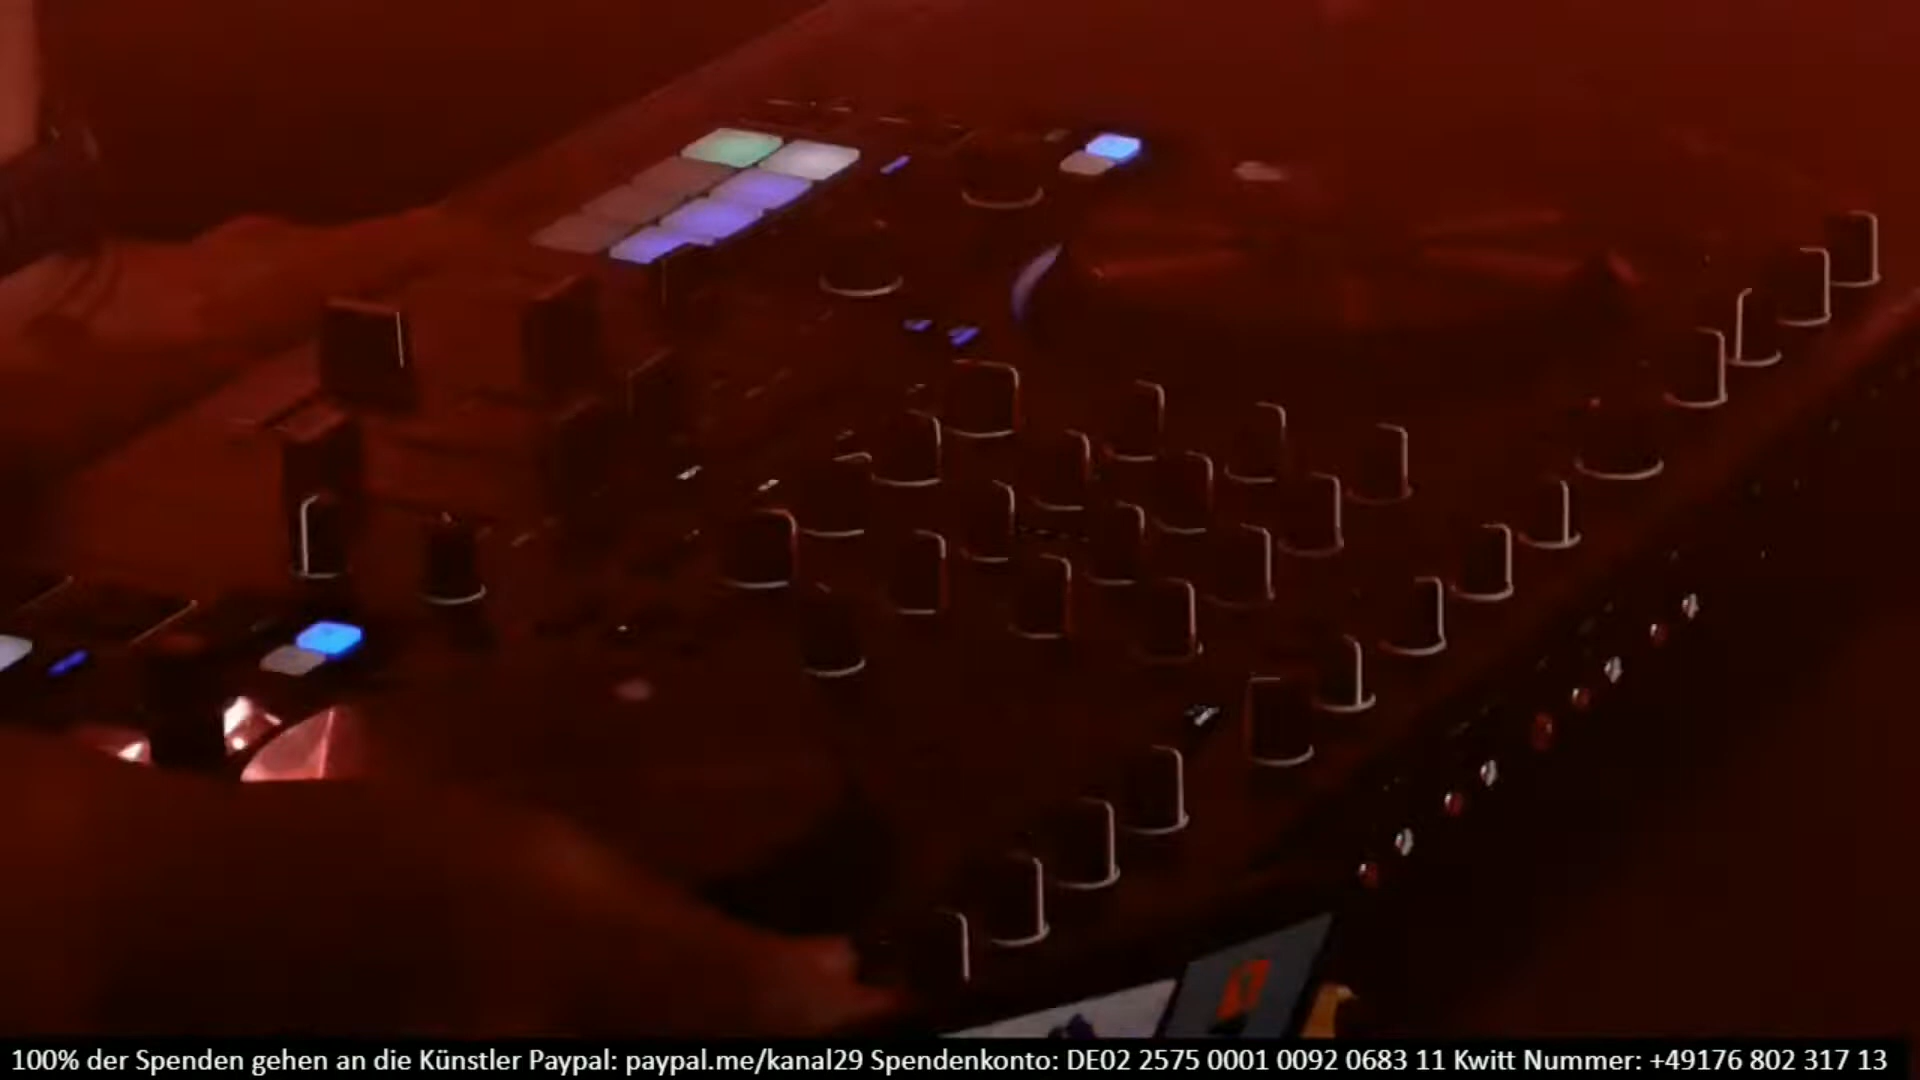 100% der Spenden gehen an die Künstler Paypal: paypal.me/kanal29 Spendenkonto: DE02 2575 0001 0092 0683 11 Kwitt Nummer: +49176 802 317 13